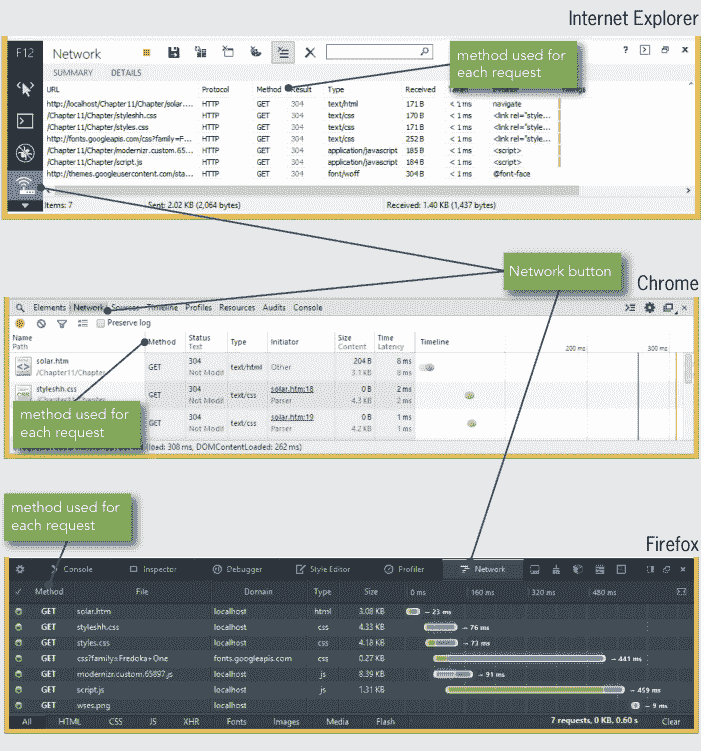 Internet Explorer
F12 Network
SUMMARY DETAILS
method used for
each request
URL Protocol Method Result Type Received
http://localhost/Chapter11/Chapter/solar.... HTTP GET 304 text/html 171 B < 1 ms navigate
/Chapter11/Chapter/styleshh.css HTTP GET 304 text/css 170 B < 1 ms <link rel="style...
/Chapter11/Chapter/styles.css HTTP GET 304 text/css 171 B < 1 ms <link rel="style...
http://fonts.googleapis.com/css?family=F... HTTP GET 304 text/css 252 B < 1 ms <link rel="style...
/Chapter11/Chapter/modernizr.custom.65... HTTP GET 304 application/javascript 185 B < 1 ms <script>
/Chapter11/Chapter/script.js HTTP GET 304 application/javascript 184 B < 1 ms <script>
http://themes.googleusercontent.com/sta... HTTP GET 304 font/woff 304 B < 1 ms @font-face
Items: 7 Sent: 2.02 KB (2,064 bytes) Received: 1.40 KB (1,437 bytes)
Network button
Chrome
Elements Network Sources Timeline Profiles Resources Audits Console
Preserve log
Name Path Method Status Text Type Initiator Size Content Time Latency Timeline 200 ms 300 ms
solar.htm GET 304 text/html Other 204 B 6 ms
/Chapter11/Chapter Not Modif 3.1 KB 6 ms
styleshh.css GET 304 text/css solar.htm:18 0 B 2 ms
Not Modif Parser 4.3 KB 2 ms
method used for
each request
GET 304 text/css solar.htm:19 0 B 1 ms
Not Modif Parser 4.2 KB 1 ms
load: 308 ms, DOMContentLoaded: 262 ms)
method used for
each request
Firefox
Console Inspector Debugger Style Editor Profiler Network
Method File Domain Type Size 0 ms 160 ms 320 ms 480 ms
GET solar.htm localhost html 3.08 KB → 23 ms
GET styleshh.css localhost css 4.33 KB → 76 ms
GET styles.css localhost css 4.18 KB → 73 ms
GET css?family=Fredoka+One fonts.googleapis.com css 0.27 KB → 441 ms
GET modernizr.custom.65897.js localhost js 8.39 KB → 91 ms
GET script.js localhost js 1.31 KB → 459 ms
GET wses.png localhost → 9 ms
All HTML CSS JS XHR Fonts Images Media Flash 7 requests, 0 KB, 0.60 s Clear